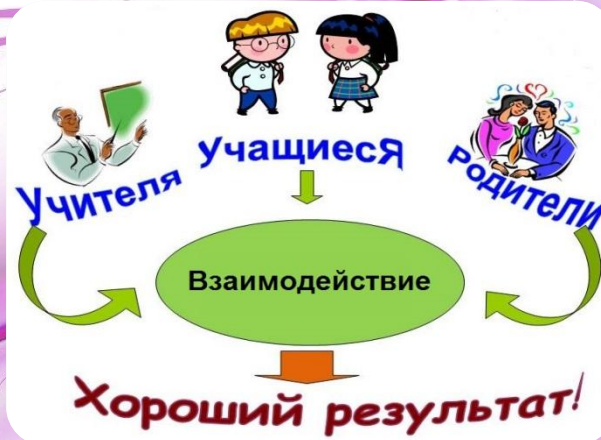 Учителя
УчащиесЯ
Родители
Взаимодействие
Хороший результат!